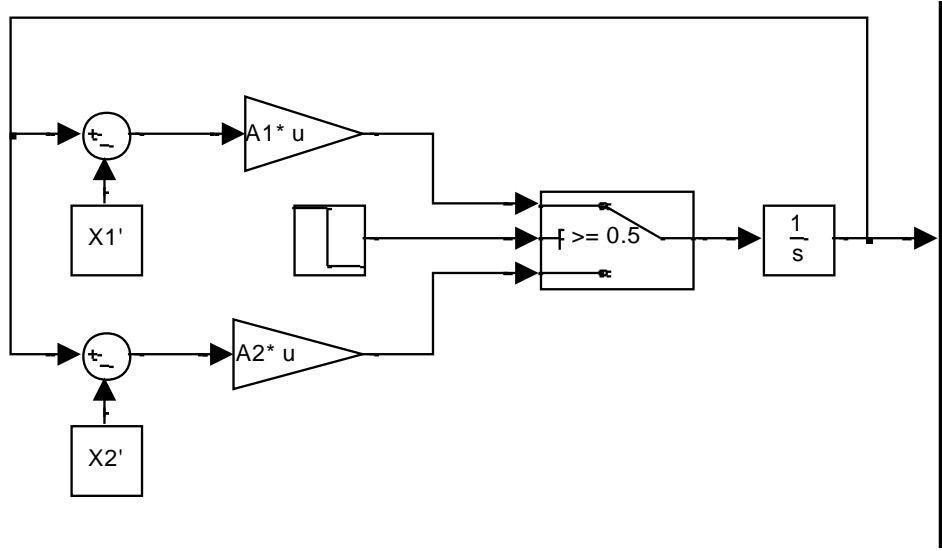 +
-
A1* u
X1'
>= 0.5
1
s
+
-
A2* u
X2'